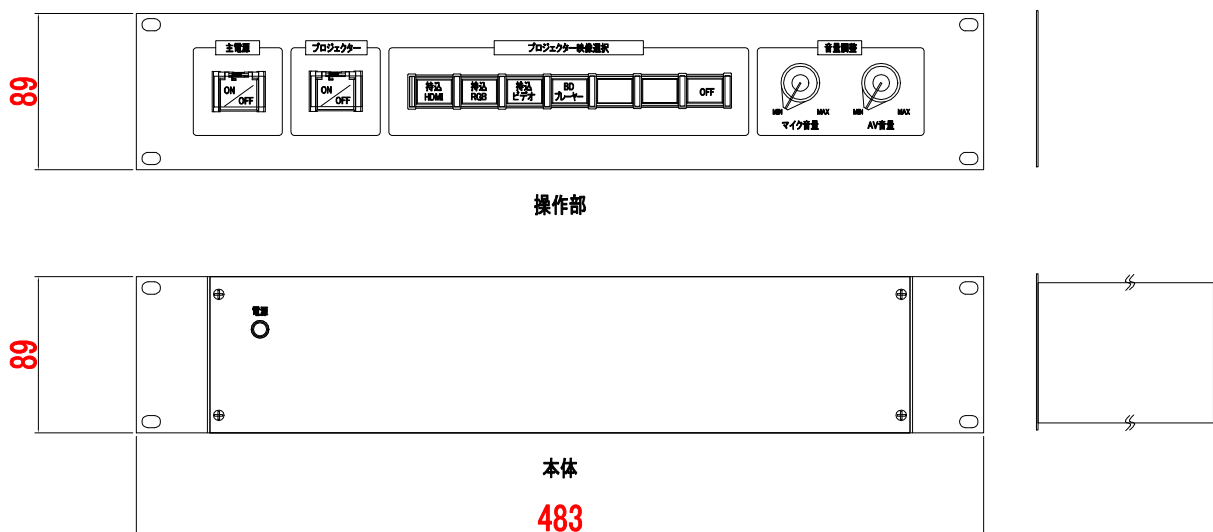 主電源
プロジェクター
プロジェクター映像選択
音量調整
89
ON
OFF
ON
OFF
持込
HDMI
持込
RGB
持込
ビデオ
BD
プレーヤー
OFF
MIN
MAX
マイク音量
MIN
MAX
AV音量
操作部
89
電源
本体
483